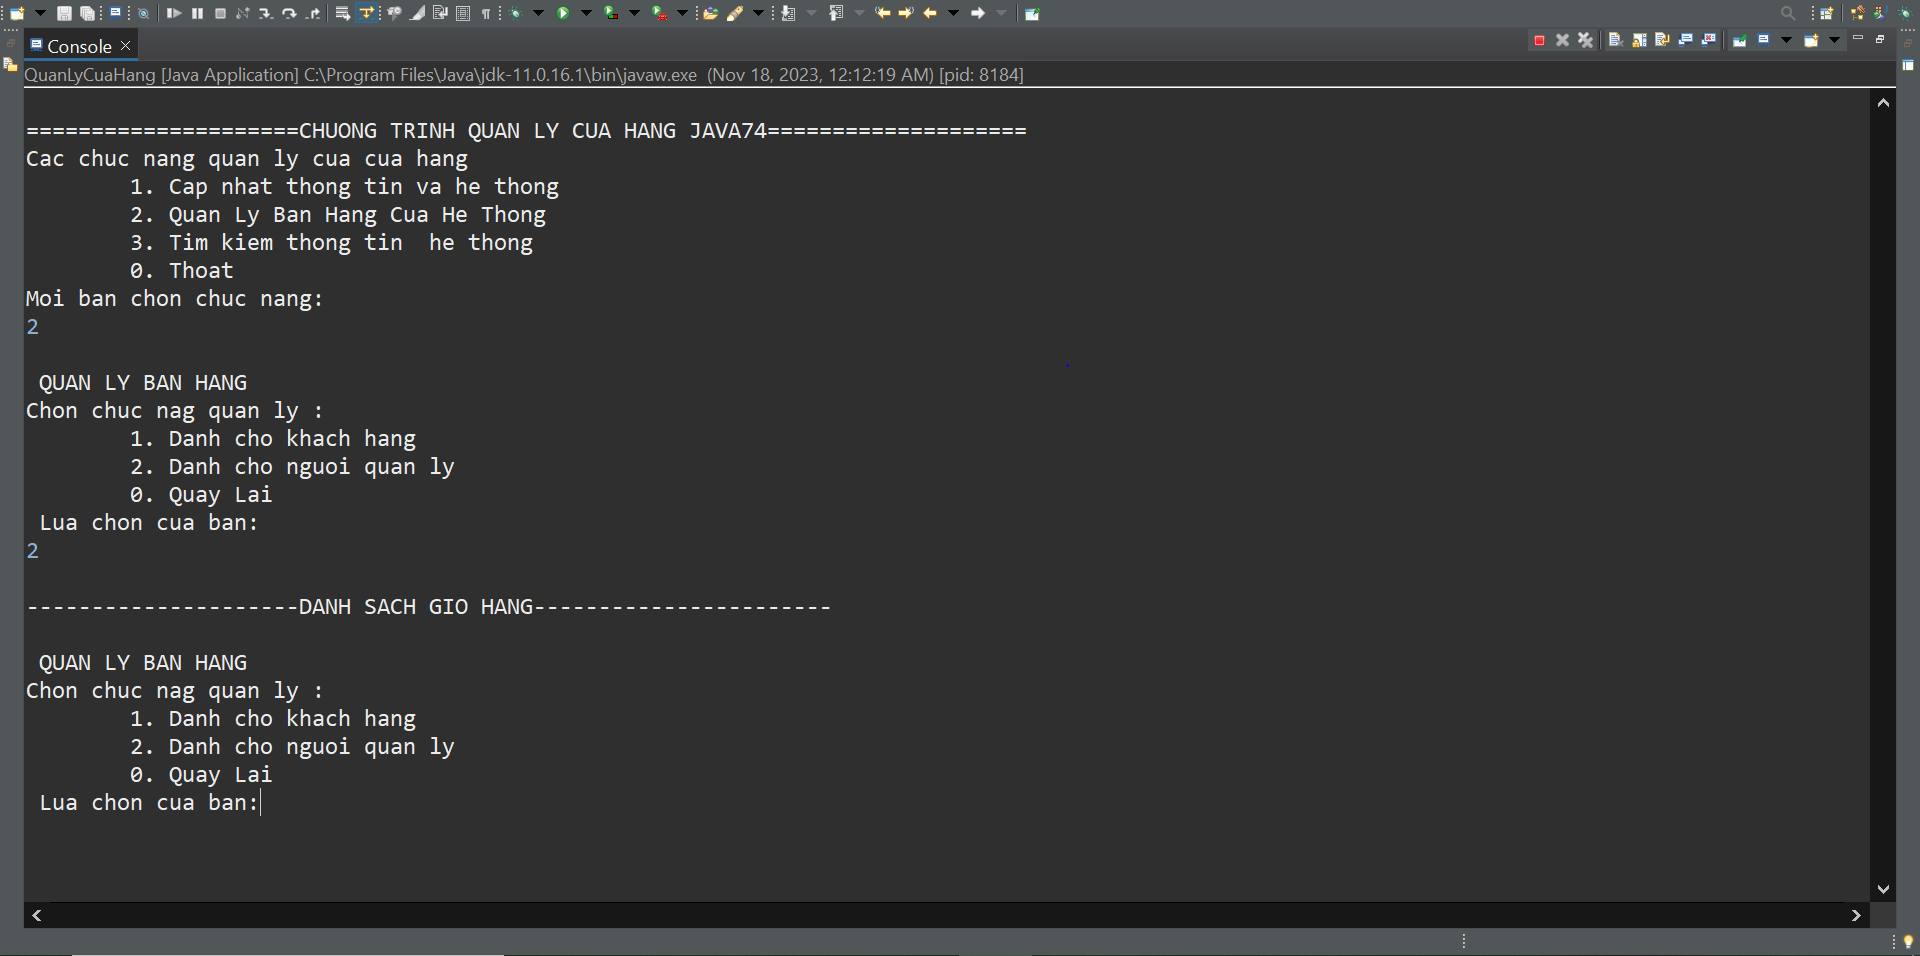 Console
QuanLyCuaHang [Java Application] C:\Program Files\Java\jdk-11.0.16.1\bin\javaw.exe (Nov 18, 2023, 12:12:19 AM) [pid: 8184]
=====================CHUONG TRINH QUAN LY CUA HANG JAVA74====================
Cac chuc nang quan ly cua cua hang
1. Cap nhat thong tin va he thong
2. Quan Ly Ban Hang Cua He Thong
3. Tim kiem thong tin  he thong
0. Thoat
Moi ban chon chuc nang:
2
QUAN LY BAN HANG
Chon chuc nag quan ly :
1. Danh cho khach hang
2. Danh cho nguoi quan ly
0. Quay Lai
Lua chon cua ban:
2
---------------------DANH SACH GIO HANG-----------------------
QUAN LY BAN HANG
Chon chuc nag quan ly :
1. Danh cho khach hang
2. Danh cho nguoi quan ly
0. Quay Lai
Lua chon cua ban: